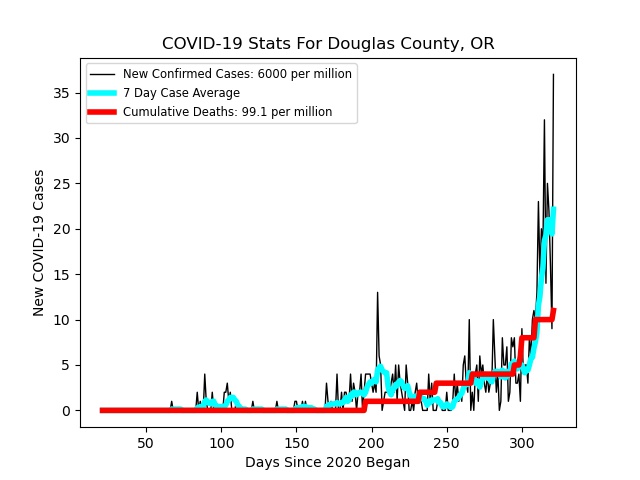 COVID-19 Stats For Douglas County, OR
New Confirmed Cases: 6000 per million
7 Day Case Average
Cumulative Deaths: 99.1 per million
New COVID-19 Cases
35
30
25
20
15
10
5
0
50 100 150 200 250 300
Days Since 2020 Began